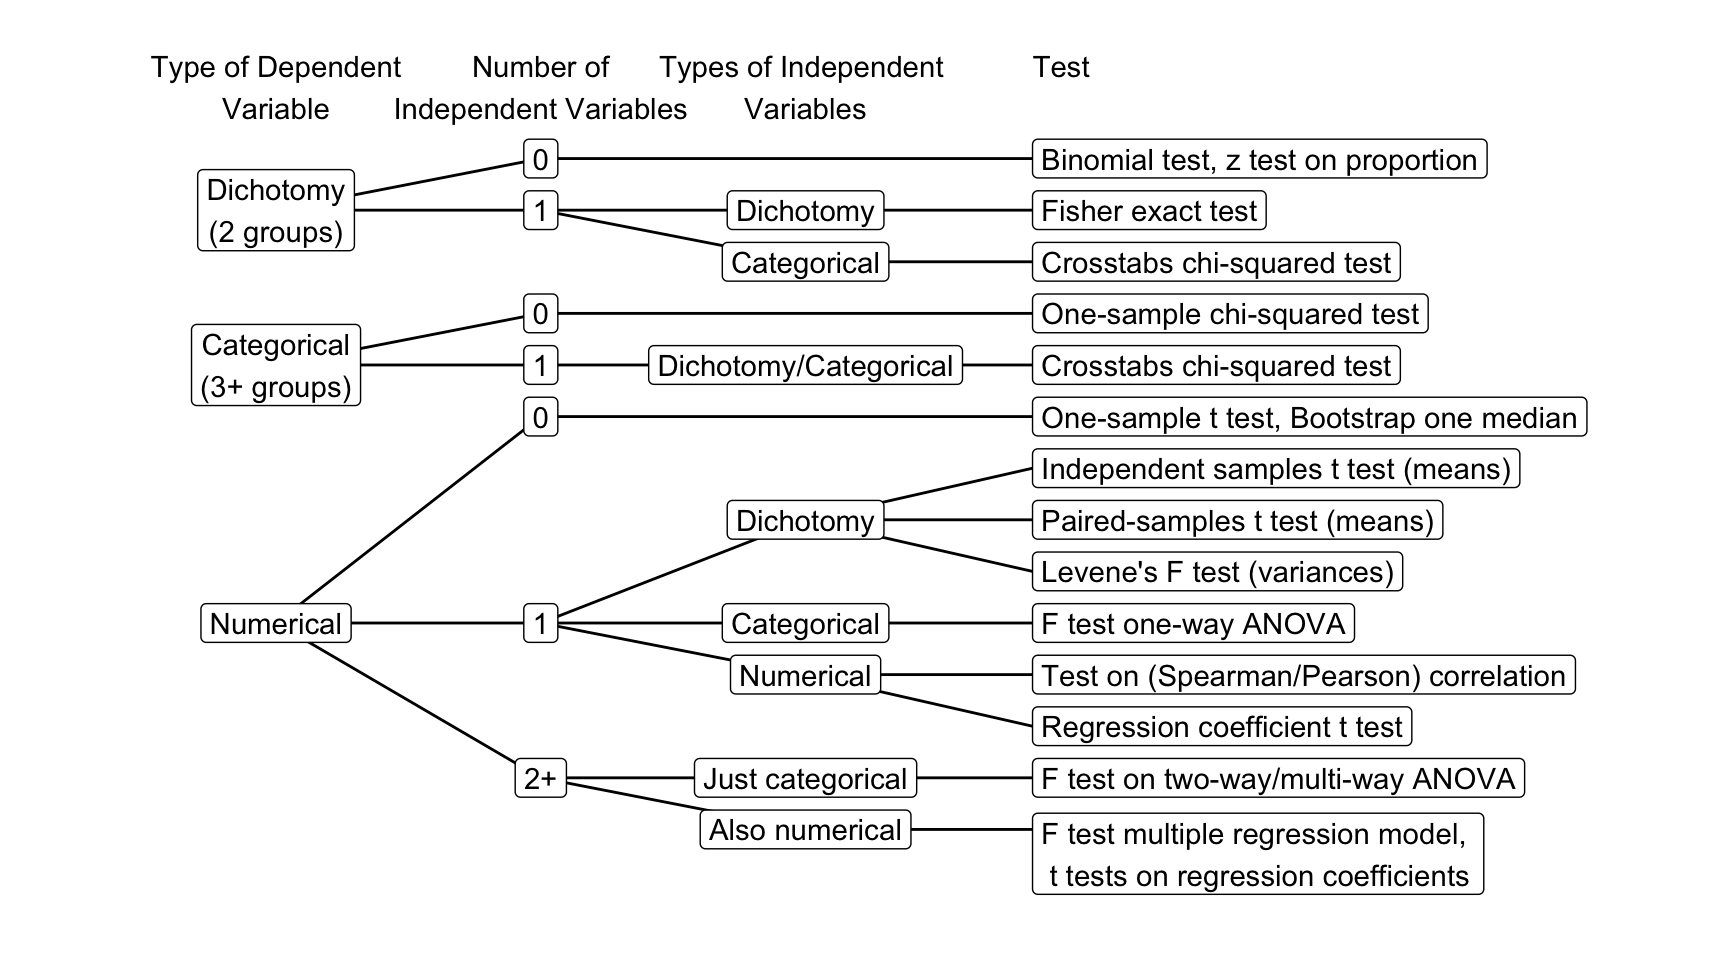 Type of Dependent Variable
Number of Independent Variables
Types of Independent Variables
Test
Dichotomy
(2 groups)
0
Binomial test, z test on proportion
1
Dichotomy
Fisher exact test
Categorical
Crosstabs chi-squared test
Categorical
(3+ groups)
0
One-sample chi-squared test
1
Dichotomy/Categorical
Crosstabs chi-squared test
Numerical
0
One-sample t test, Bootstrap one median
1
Dichotomy
Independent samples t test (means)
Paired-samples t test (means)
Levene's F test (variances)
Categorical
F test one-way ANOVA
Numerical
Test on (Spearman/Pearson) correlation
Regression coefficient t test
2+
Just categorical
F test on two-way/multi-way ANOVA
Also numerical
F test multiple regression model,
t tests on regression coefficients